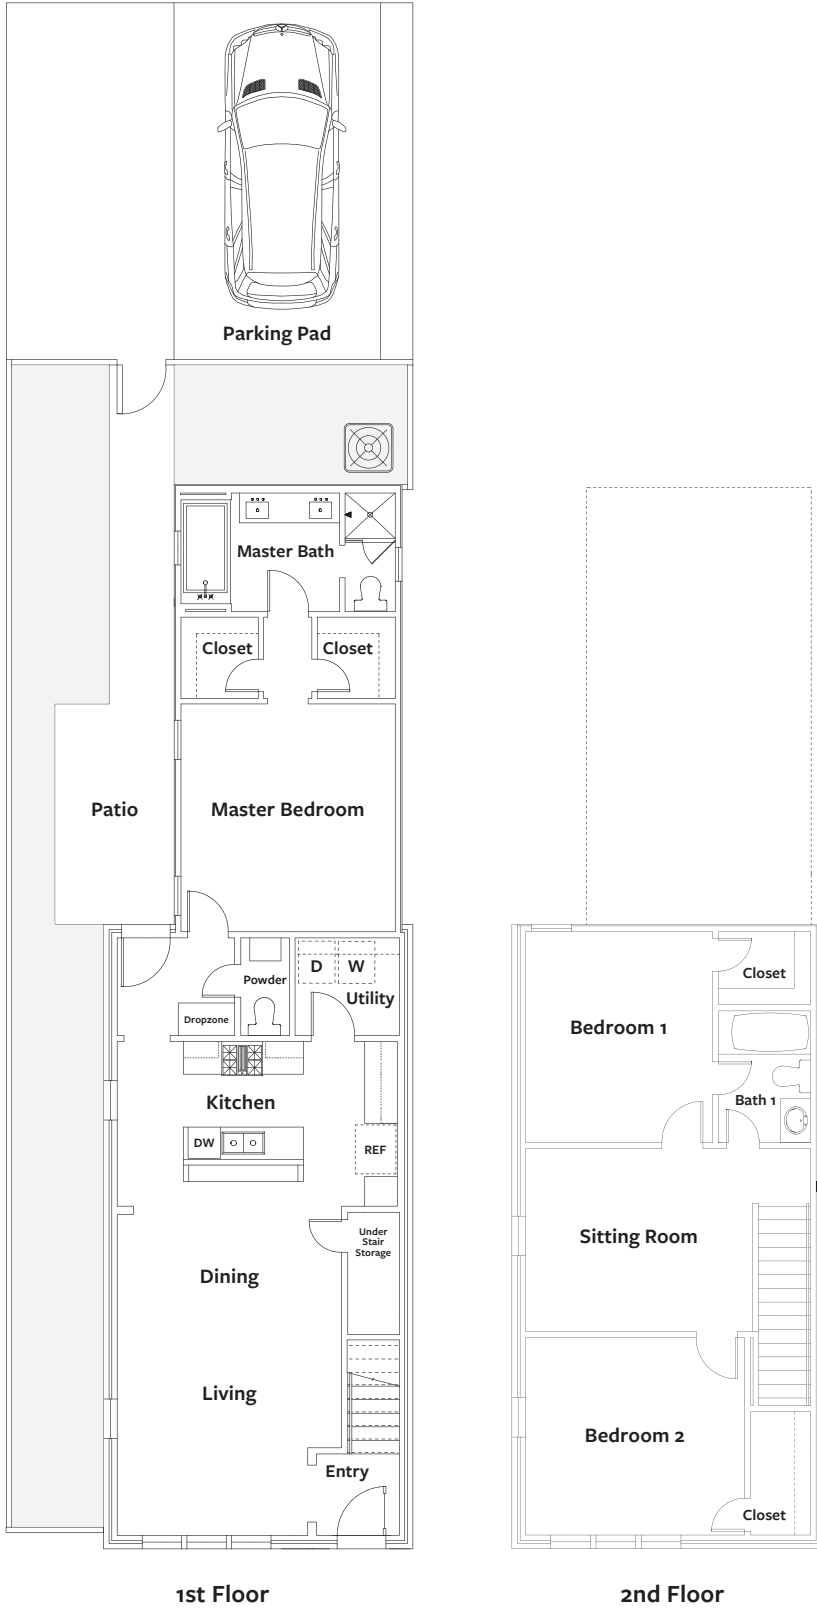 Parking Pad
Master Bath
Closet
Closet
Patio
Master Bedroom
Powder
D
W
Utility
Dropzone
Kitchen
DW
REF
Under
Stair
Storage
Dining
Living
Entry
1st Floor
Closet
Bedroom 1
Bath 1
Sitting Room
Bedroom 2
Closet
2nd Floor